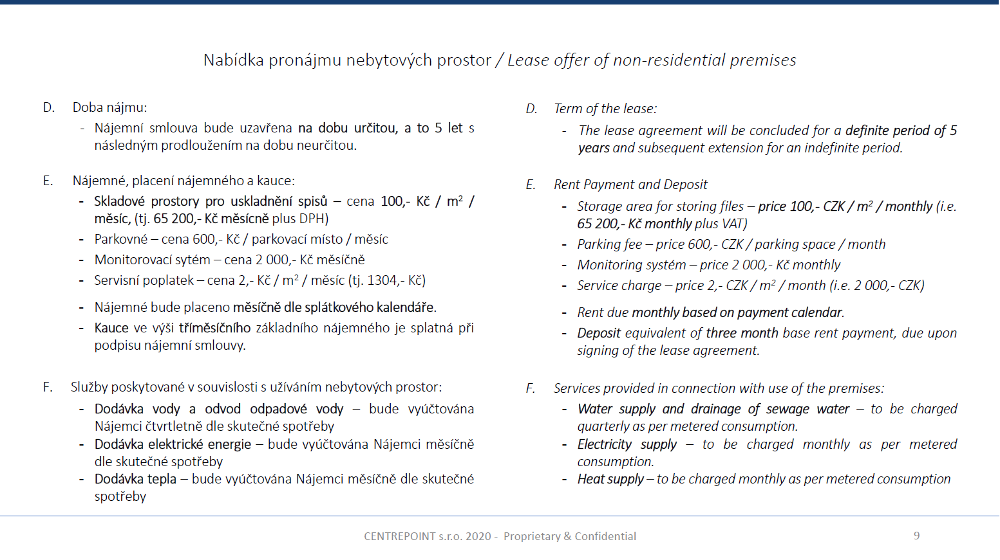 Nabídka pronájmu nebytových prostor / Lease offer of non-residential premises
D. Doba nájmu:
- Nájemní smlouva bude uzavřena na dobu určitou, a to 5 let s
následným prodloužením na dobu neurčitou.
E. Nájemné, placení nájemného a kauce:
- Skladové prostory pro uskladnění spisů – cena 100,- Kč / m² /
měsíc, (tj. 65 200,- Kč měsícně plus DPH)
- Parkovné – cena 600,- Kč / parkovací místo / měsíc
- Monitorovací sytém – cena 2 000,- Kč měsíčně
- Servisní poplatek – cena 2,- Kč / m² / měsíc (tj. 1304,- Kč)
- Nájemné bude placeno měsíčně dle splátkového kalendáře.
- Kauce ve výši tříměsíčního základního nájemného je splatná při
podpisu nájemní smlouvy.
F. Služby poskytované v souvislosti s užíváním nebytových prostor:
- Dodávka vody a odvod odpadové vody – bude vyúčtována
Nájemci čtvrtletně dle skutečné spotřeby
- Dodávka elektrické energie – bude vyúčtována Nájemci měsíčně
dle skutečné spotřeby
- Dodávka tepla – bude vyúčtována Nájemci měsíčně dle skutečné
spotřeby
D. Term of the lease:
- The lease agreement will be concluded for a definite period of 5
years and subsequent extension for an indefinite period.
E. Rent Payment and Deposit
- Storage area for storing files – price 100,- CZK / m² / monthly (i.e.
65 200,- Kč monthly plus VAT)
- Parking fee – price 600,- CZK / parking space / month
- Monitoring systém – price 2 000,- Kč monthly
- Service charge – price 2,- CZK / m² / month (i.e. 2 000,- CZK)
- Rent due monthly based on payment calendar.
- Deposit equivalent of three month base rent payment, due upon
signing of the lease agreement.
F. Services provided in connection with use of the premises:
- Water supply and drainage of sewage water – to be charged
quarterly as per metered consumption.
- Electricity supply – to be charged monthly as per metered
consumption.
- Heat supply – to be charged monthly as per metered consumption
CENTREPOINT s.r.o. 2020 - Proprietary & Confidential
9